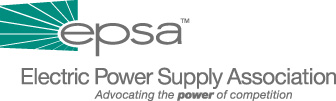 epsa™
Electric Power Supply Association
Advocating the power of competition